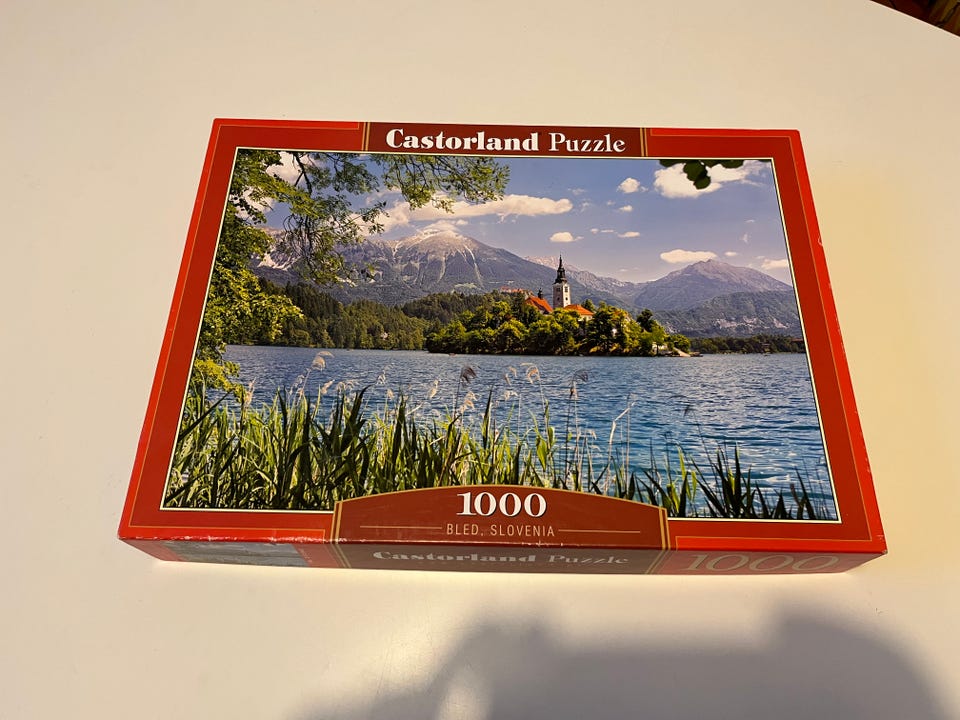 Castorland Puzzle
1000
BLED, SLOVENIA
Castorland Puzzle
1000